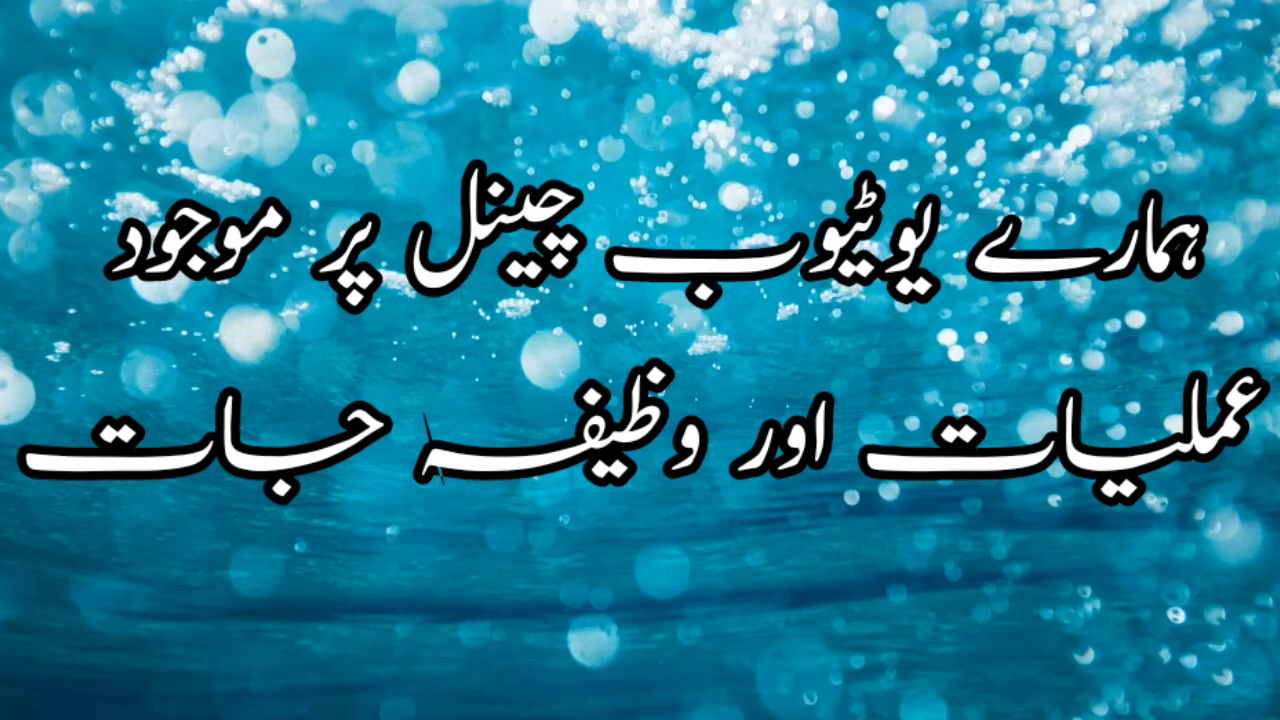 ہمارے یوٹیوب چینل پر موجود
عملیات اور وظیفہ جات